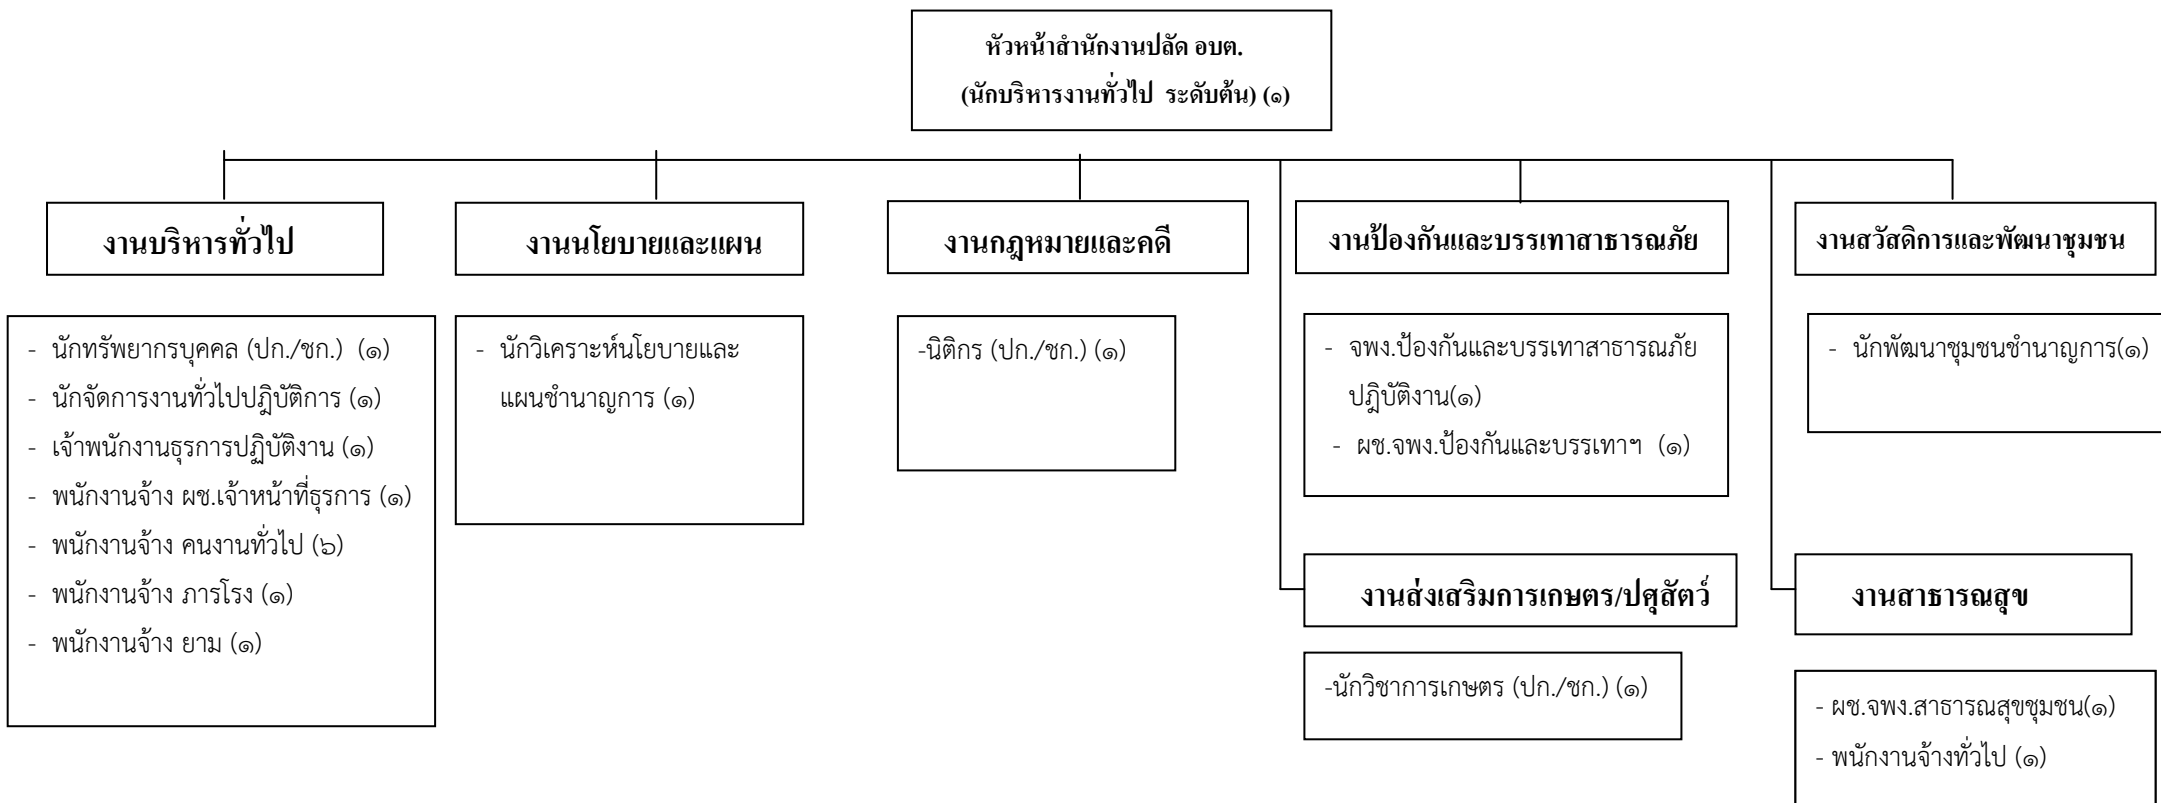 หัวหน้าสำนักงานปลัด อบต.
(นักบริหารงานทั่วไป ระดับต้น) (๑)
งานบริหารทั่วไป
- นักทรัพยากรบุคคล (ปก./ชก.) (๑)
- นักจัดการงานทั่วไปปฎิบัติการ (๑)
- เจ้าพนักงานธุรการปฏิบัติงาน (๑)
- พนักงานจ้าง ผช.เจ้าหน้าที่ธุรการ (๑)
- พนักงานจ้าง คนงานทั่วไป (๖)
- พนักงานจ้าง ภารโรง (๑)
- พนักงานจ้าง ยาม (๑)
งานนโยบายและแผน
- นักวิเคราะห์นโยบายและ
แผนชำนาญการ (๑)
งานกฎหมายและคดี
-นิติกร (ปก./ชก.) (๑)
งานป้องกันและบรรเทาสาธารณภัย
- จพง.ป้องกันและบรรเทาสาธารณภัย
ปฎิบัติงาน(๑)
- ผช.จพง.ป้องกันและบรรเทาฯ (๑)
งานสวัสดิการและพัฒนาชุมชน
- นักพัฒนาชุมชนชำนาญการ(๑)
งานส่งเสริมการเกษตร/ปศุสัตว์
-นักวิชาการเกษตร (ปก./ชก.) (๑)
งานสาธารณสุข
- ผช.จพง.สาธารณสุขชุมชน(๑)
- พนักงานจ้างทั่วไป (๑)